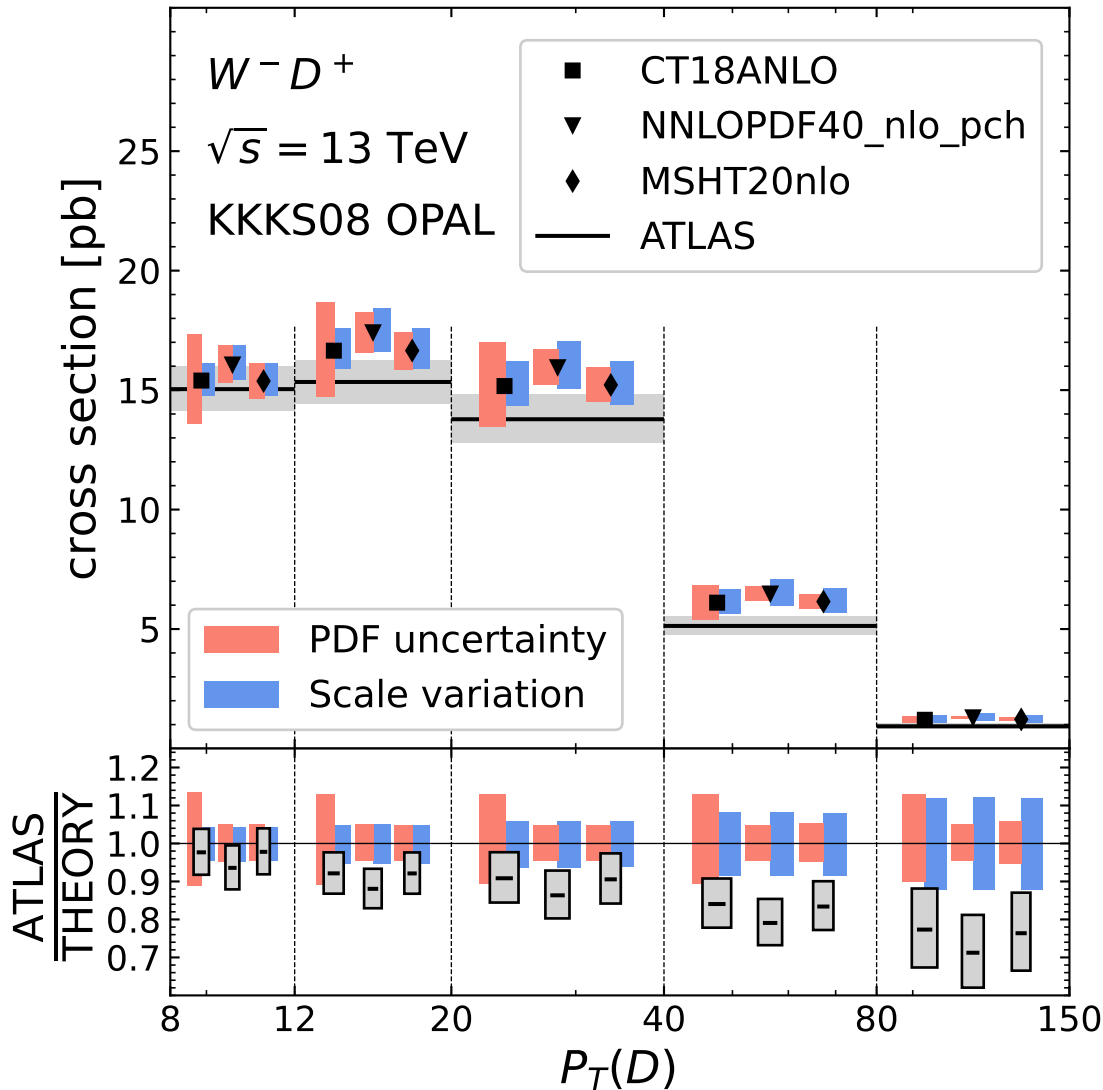 W⁻D⁺
√s = 13 TeV
KKKS08 OPAL
CT18ANLO
NNLOPDF40_nlo_pch
MSHT20nlo
ATLAS
cross section [pb]
25
20
15
10
5
PDF uncertainty
Scale variation
ATLAS
THEORY
1.2
1.1
1.0
0.9
0.8
0.7
8 12 20 40 80 150
P_T(D)